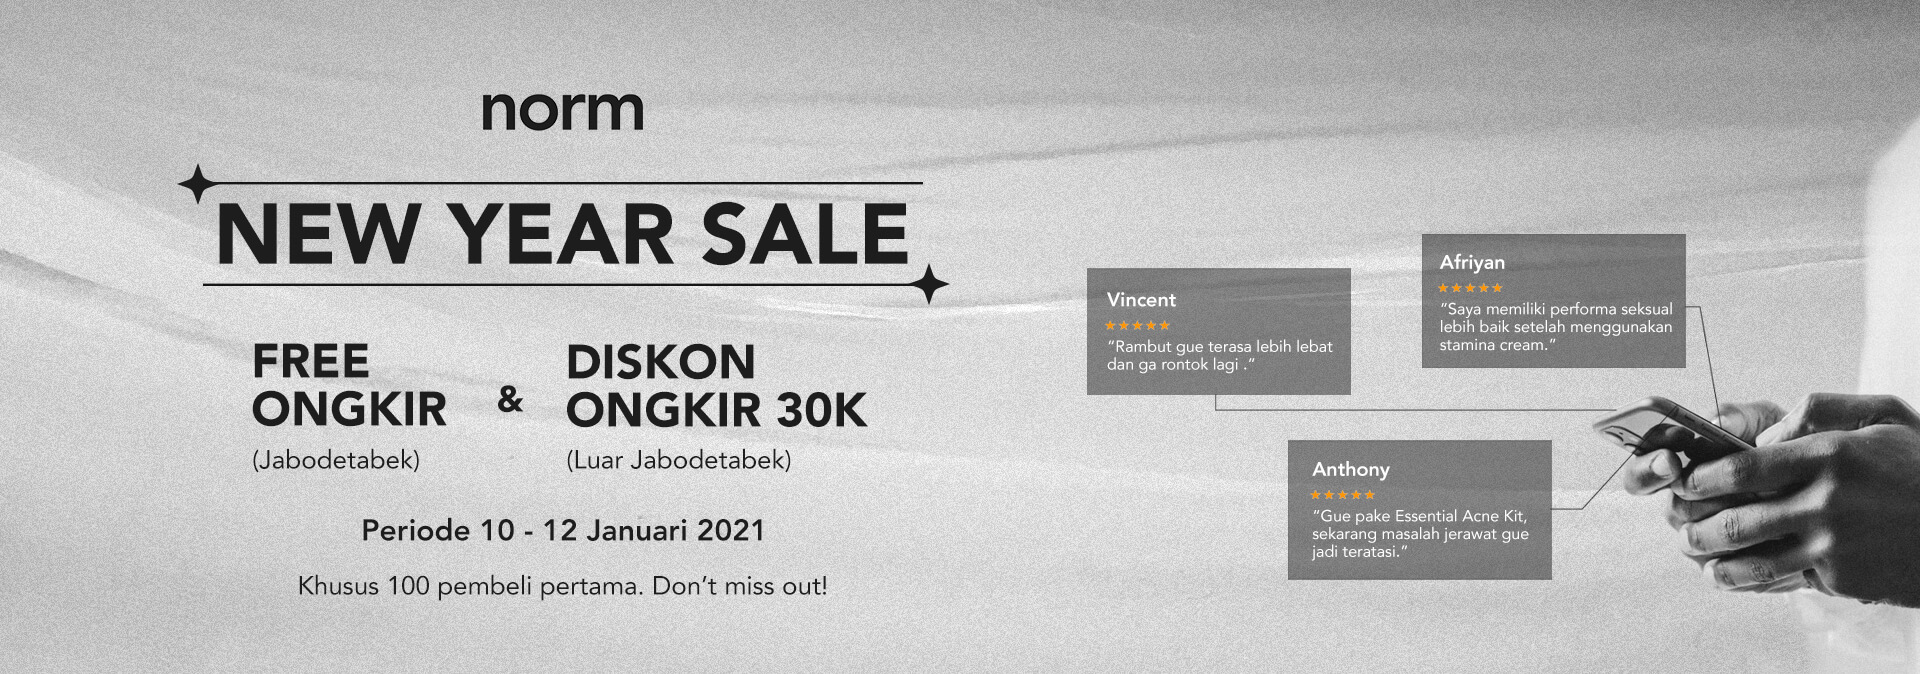 norm
NEW YEAR SALE
FREE
ONGKIR
(Jabodetabek)
&
DISKON
ONGKIR 30K
(Luar Jabodetabek)
Periode 10 - 12 Januari 2021
Khusus 100 pembeli pertama. Don’t miss out!
Vincent
“Rambut gue terasa lebih lebat
dan ga rontok lagi .”
Afriyan
“Saya memiliki performa seksual
lebih baik setelah menggunakan
stamina cream.”
Anthony
“Gue pake Essential Acne Kit,
sekarang masalah jerawat gue
jadi teratasi.”